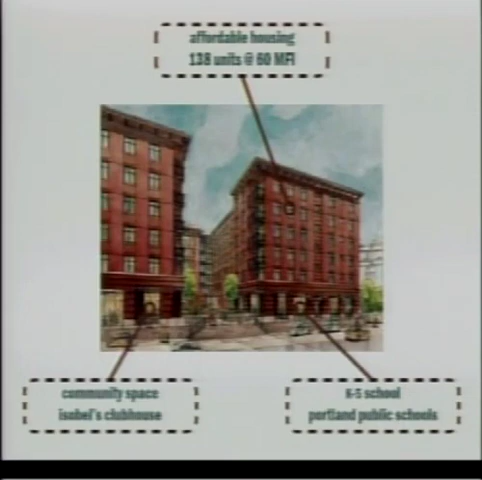 affordable housing
138 units @ 60 MFI
community space
isobel's clubhouse
K-5 school
portland public schools